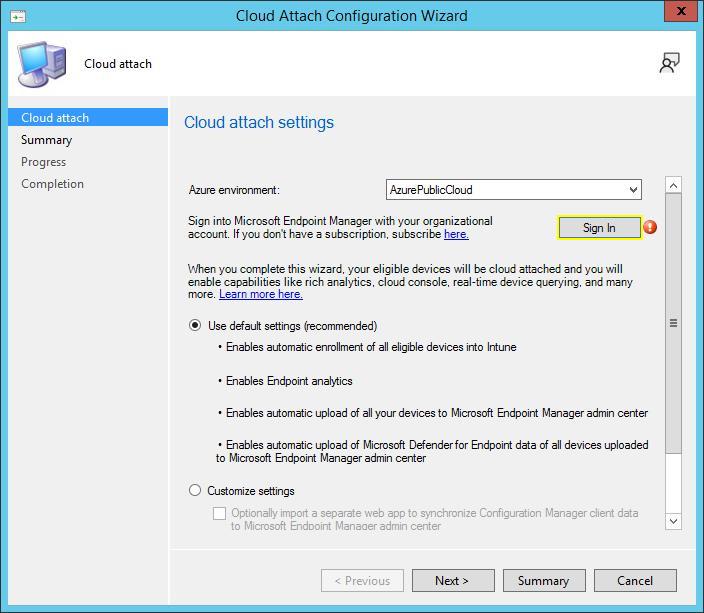 Cloud Attach Configuration Wizard
x
Cloud attach
Cloud attach
Summary
Progress
Completion
Cloud attach settings
Azure environment:
AzurePublicCloud
Sign into Microsoft Endpoint Manager with your organizational
account. If you don't have a subscription, subscribe here.
Sign In
!
When you complete this wizard, your eligible devices will be cloud attached and you will
enable capabilities like rich analytics, cloud console, real-time device querying, and many
more. Learn more here.
Use default settings (recommended)
• Enables automatic enrollment of all eligible devices into Intune
• Enables Endpoint analytics
• Enables automatic upload of all your devices to Microsoft Endpoint Manager admin center
• Enables automatic upload of Microsoft Defender for Endpoint data of all devices uploaded
to Microsoft Endpoint Manager admin center
Customize settings
Optionally import a separate web app to synchronize Configuration Manager client data
to Microsoft Endpoint Manager admin center
< Previous
Next >
Summary
Cancel